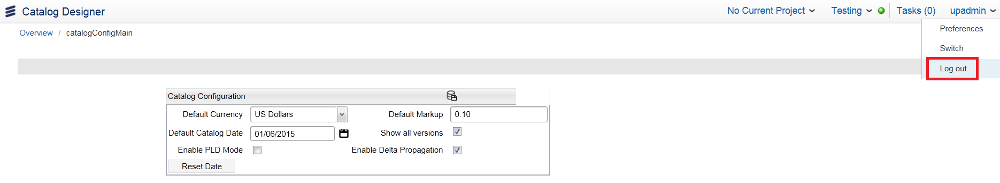 Catalog Designer
No Current Project
Testing
Tasks (0)
upadmin
Overview / catalogConfigMain
Preferences
Switch
Log out
Catalog Configuration
Default Currency US Dollars Default Markup 0.10
Default Catalog Date 01/06/2015 Show all versions
Enable PLD Mode Enable Delta Propagation
Reset Date